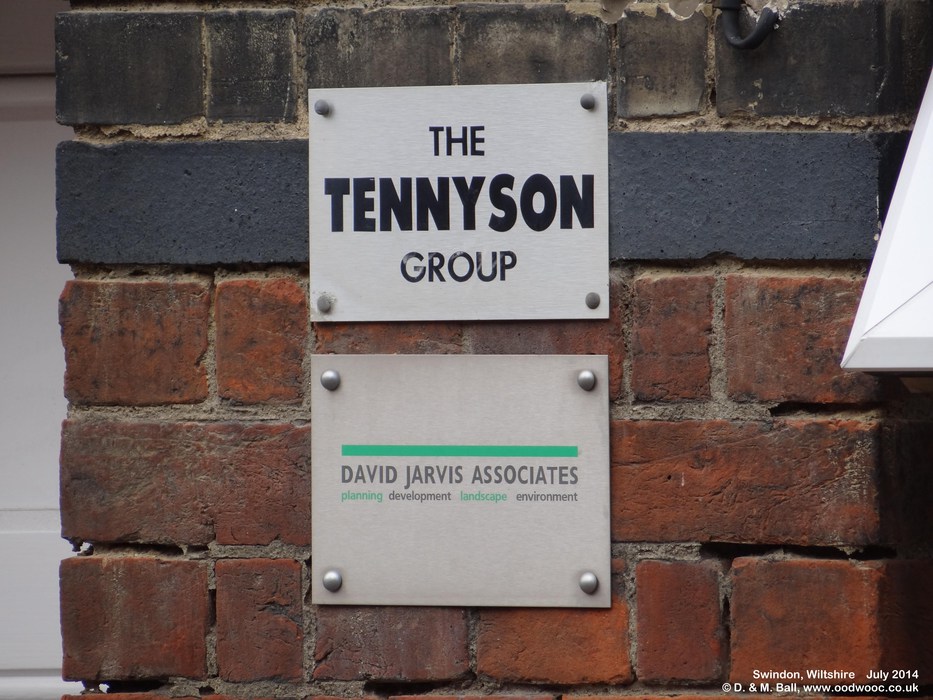 THE
TENNYSON
GROUP
DAVID JARVIS ASSOCIATES
planning development landscape environment
Swindon, Wiltshire July 2014
© D. & M. Ball, www.oodwooc.co.uk